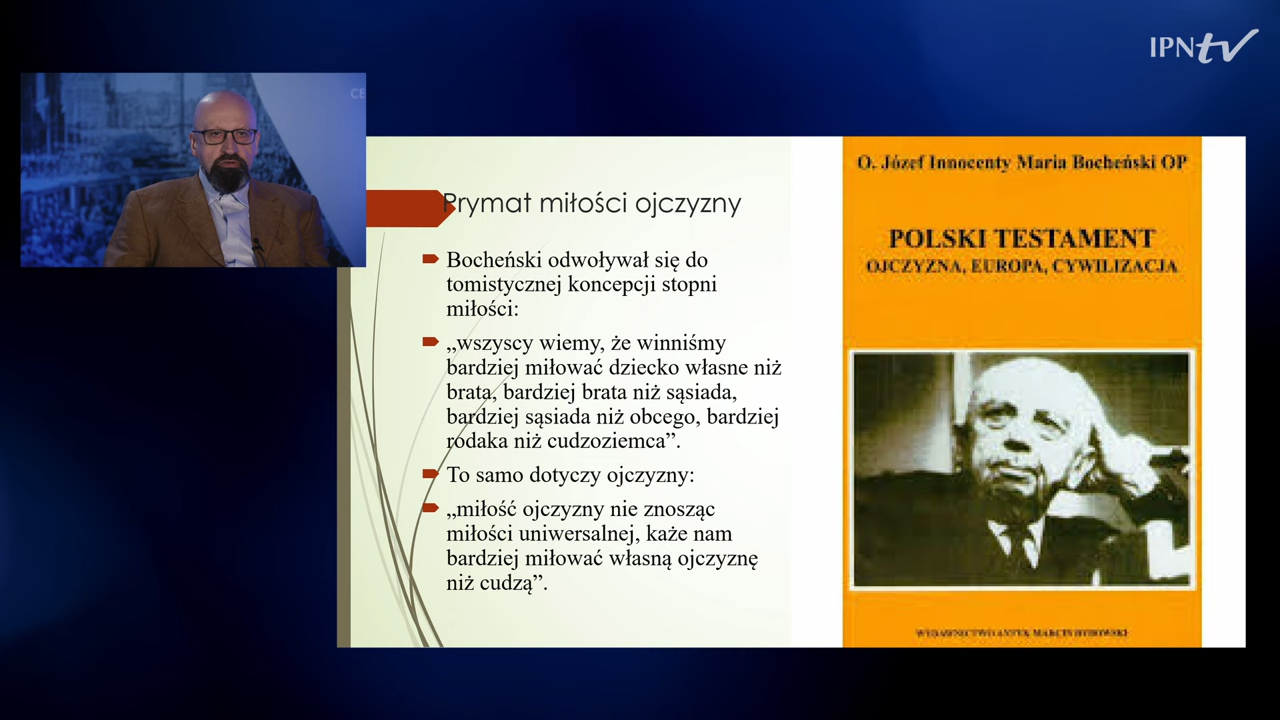 IPNtv
CE
Prymat miłości ojczyzny
Bocheński odwoływał się do
tomistycznej koncepcji stopni
miłości:
„wszyscy wiemy, że winniśmy
bardziej miłować dziecko własne niż
brata, bardziej brata niż sąsiada,
bardziej sąsiada niż obcego, bardziej
rodaka niż cudzoziemca”.
To samo dotyczy ojczyzny:
„miłość ojczyzny nie znosząc
miłości uniwersalnej, każe nam
bardziej miłować własną ojczyznę
niż cudzą”.
O. Józef Innocenty Maria Bocheński OP
POLSKI TESTAMENT
OJCZYZNA, EUROPA, CYWILIZACJA
WYDAWNICTWO ANTYK MARCIN DYBOWSKI